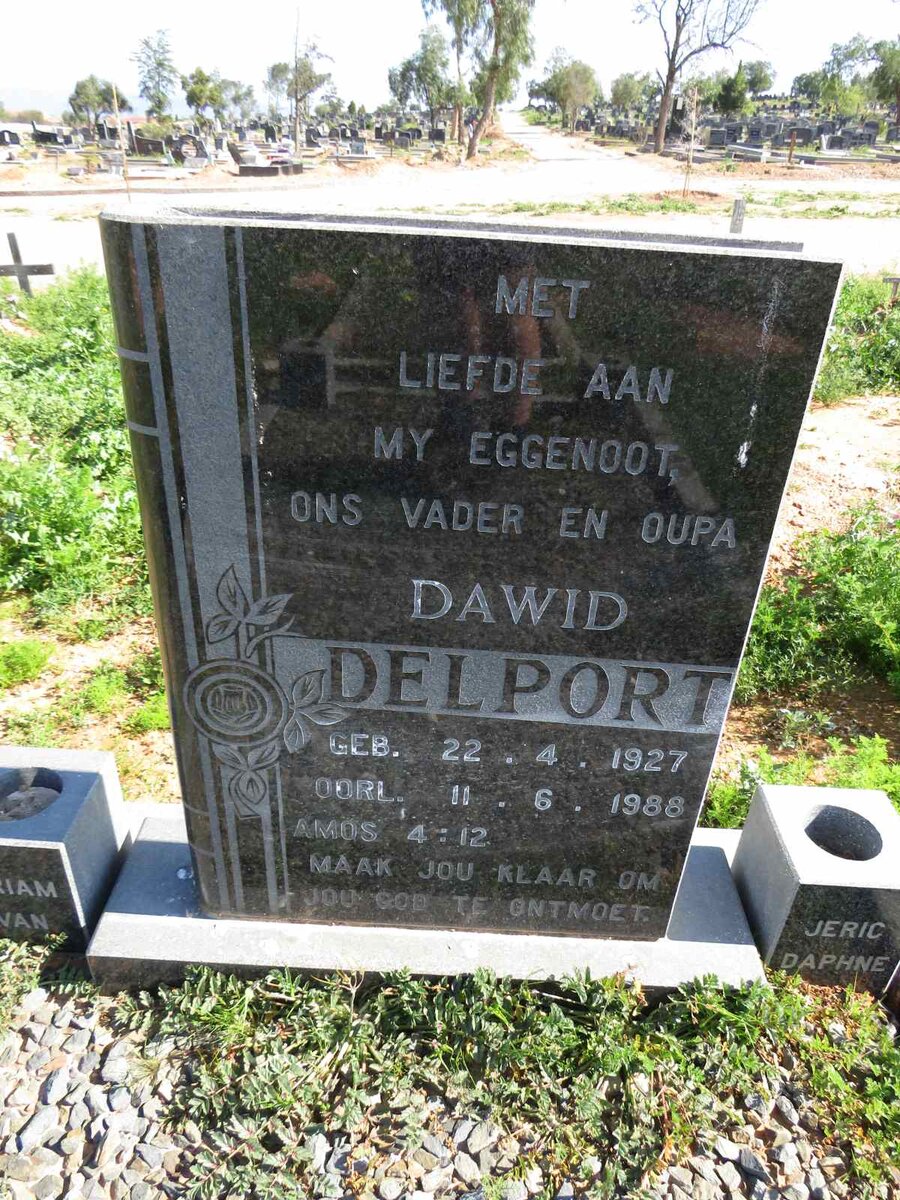 MET
LIEFDE AAN
MY EGGENOOT,
ONS VADER EN OUPA
DAWID
DELPORT
GEB. 22 . 4 . 1927
OORL. 11 . 6 . 1988
AMOS 4:12
MAAK JOU KLAAR OM
JOU GOD TE ONTMOET.
JERIC
DAPHNE